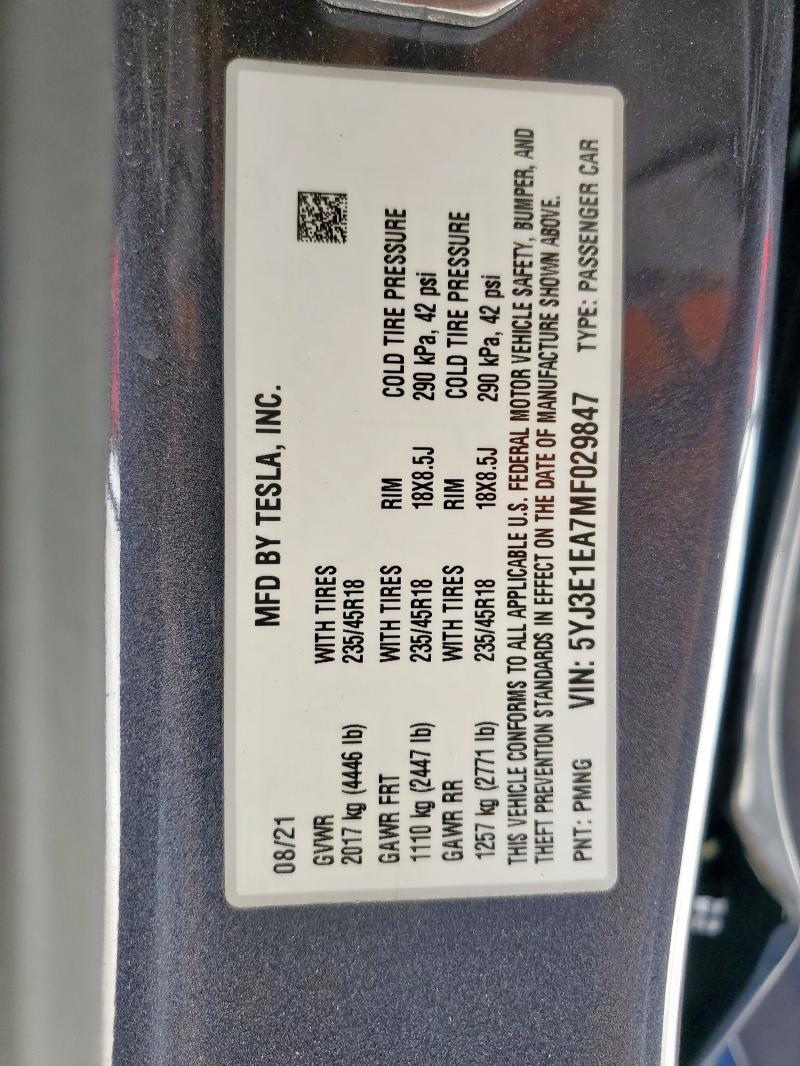 MFD BY TESLA, INC.
08/21
GVWR WITH TIRES
2017 kg (4446 lb) 235/45R18
GAWR FRT WITH TIRES RIM COLD TIRE PRESSURE
1110 kg (2447 lb) 235/45R18 18X8.5J 290 kPa, 42 psi
GAWR RR WITH TIRES RIM COLD TIRE PRESSURE
1257 kg (2771 lb) 235/45R18 18X8.5J 290 kPa, 42 psi
THIS VEHICLE CONFORMS TO ALL APPLICABLE U.S. FEDERAL MOTOR VEHICLE SAFETY, BUMPER, AND
THEFT PREVENTION STANDARDS IN EFFECT ON THE DATE OF MANUFACTURE SHOWN ABOVE.
PNT: PMNG VIN: 5YJ3E1EA7MF029847 TYPE: PASSENGER CAR